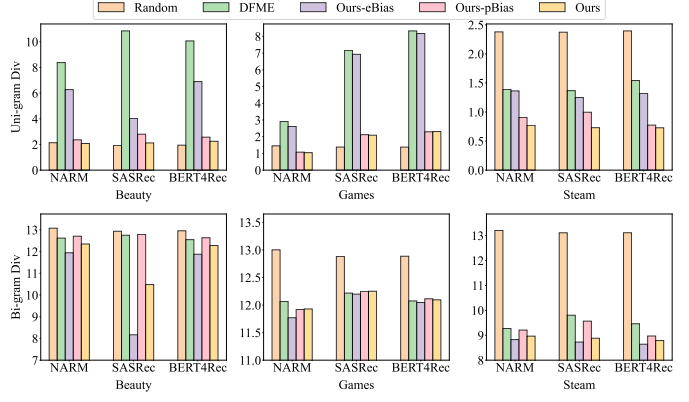 Random DFME Ours-eBias Ours-pBias Ours
Uni-gram Div
10
8
6
4
2
0
NARM SASRec BERT4Rec
Beauty
8
7
6
5
4
3
2
1
0
NARM SASRec BERT4Rec
Games
2.5
2.0
1.5
1.0
0.5
0.0
NARM SASRec BERT4Rec
Steam
Bi-gram Div
13
12
11
10
9
8
7
NARM SASRec BERT4Rec
Beauty
13.5
13.0
12.5
12.0
11.5
11.0
NARM SASRec BERT4Rec
Games
13
12
11
10
9
8
NARM SASRec BERT4Rec
Steam